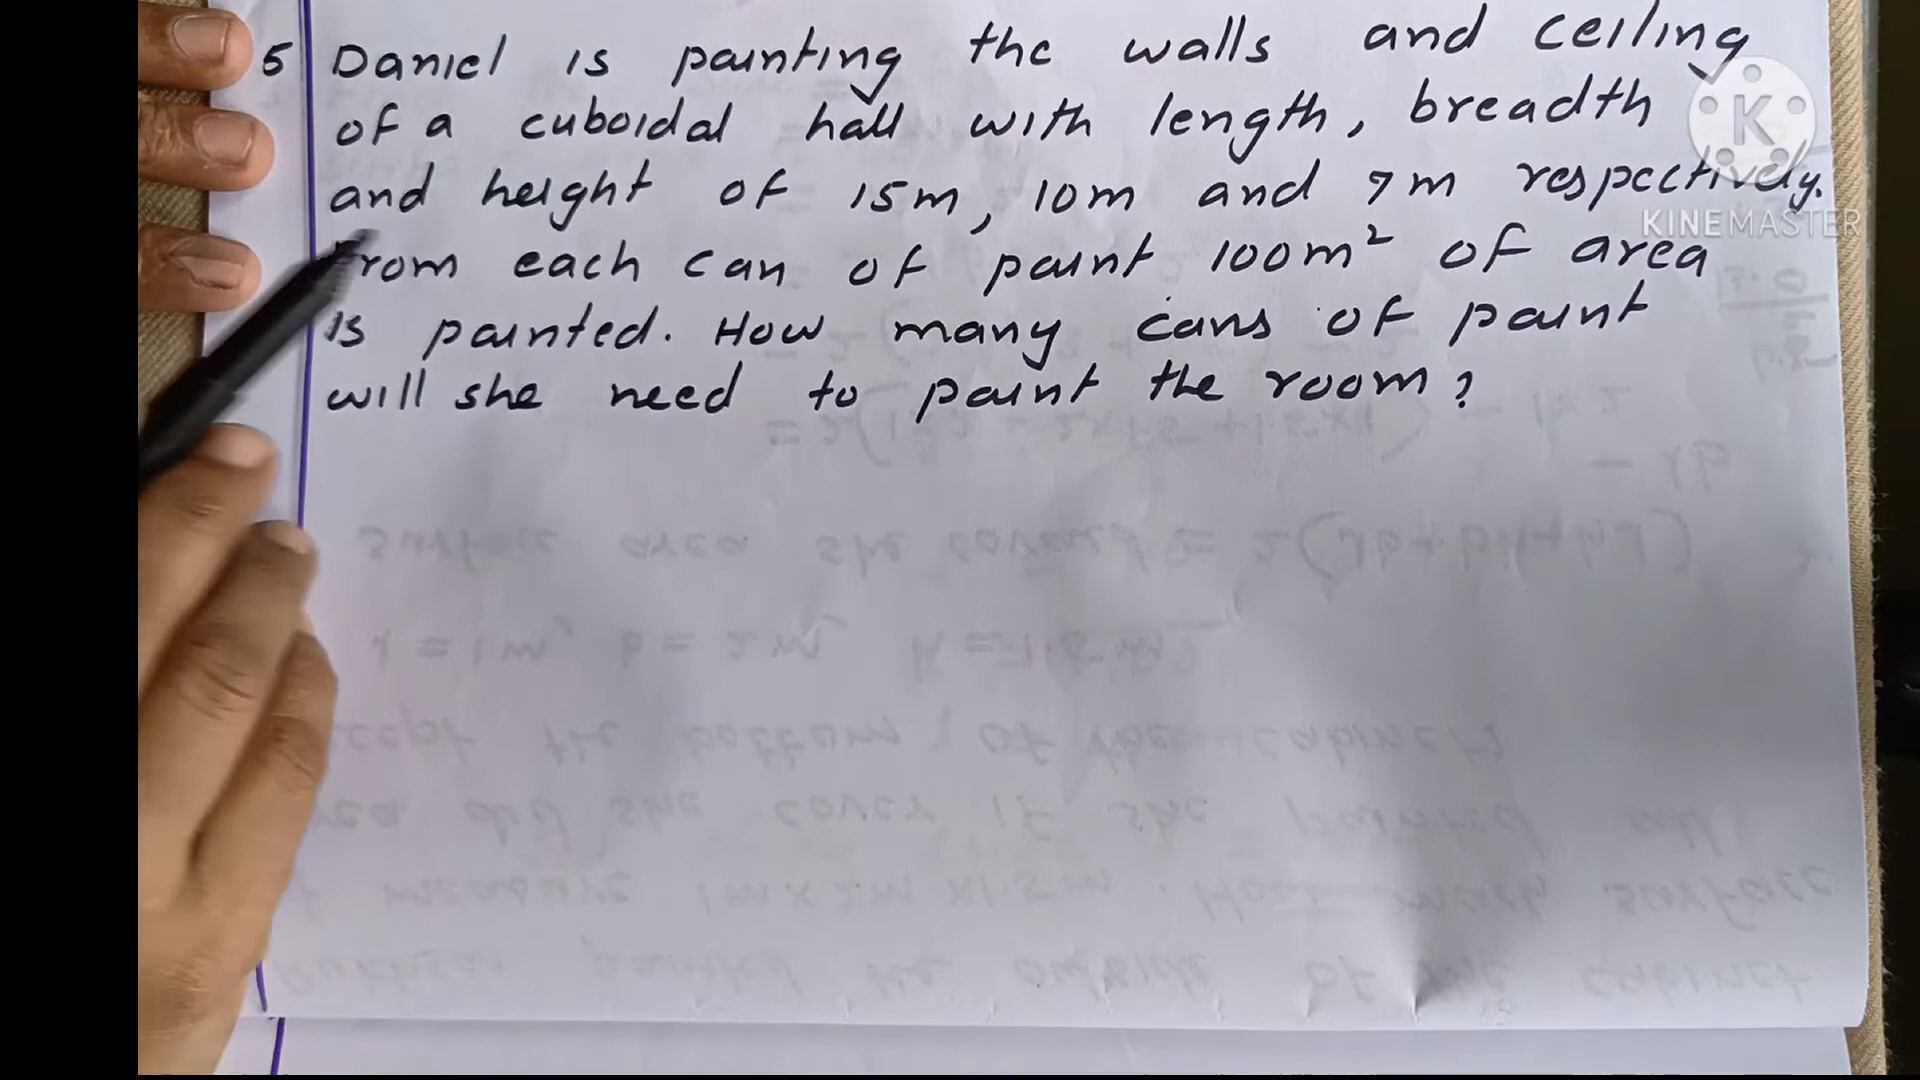 5 Daniel is painting the walls and ceiling
of a cuboidal hall with length, breadth
and height of 15m, 10m and 7m respectively.
From each can of paint 100m² of area
is painted. How many cans of paint
will she need to paint the room?
K
KINEMASTER